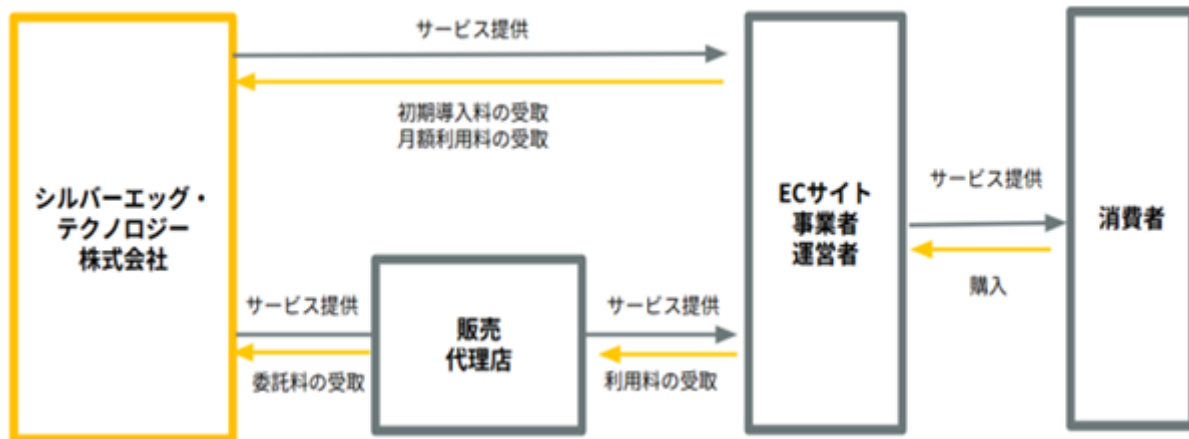 サービス提供
初期導入料の受取
月額利用料の受取
シルバーエッグ・
テクノロジー
株式会社
サービス提供
委託料の受取
販売
代理店
サービス提供
利用料の受取
ECサイト
事業者
運営者
サービス提供
購入
消費者